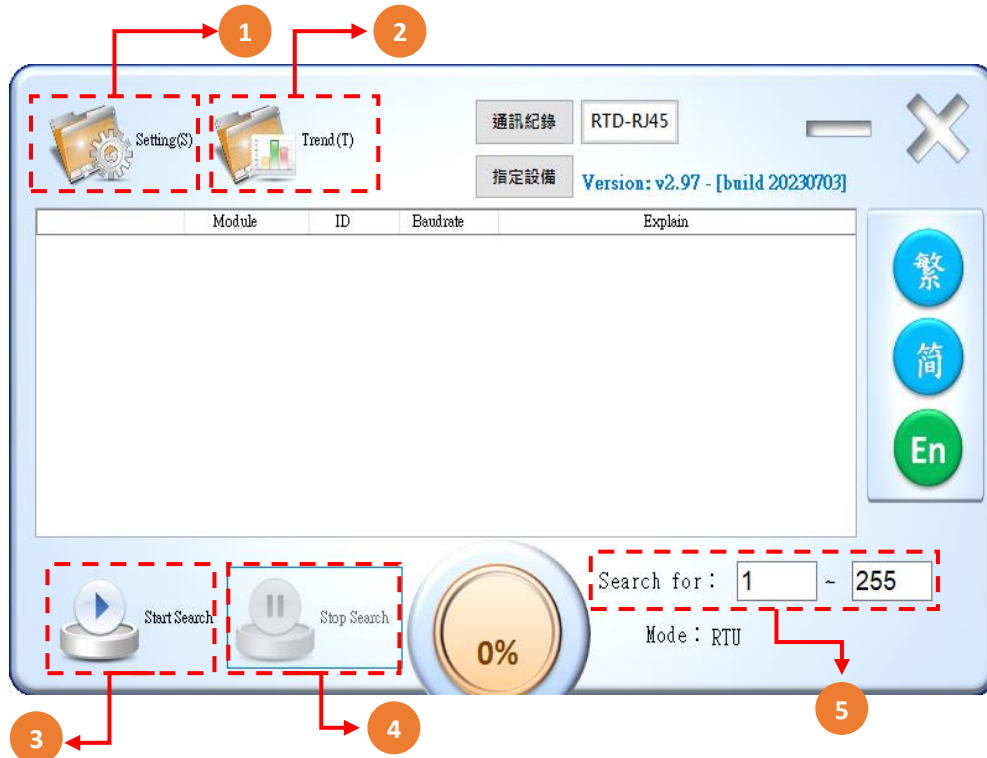 1
2
Setting(S)
Trend(T)
通訊紀錄
RTD-RJ45
指定設備
Version: v2.97 - [build 20230703]
Module ID Baudrate Explain
繁
简
En
Start Search
Stop Search
0%
Search for： 1 ~ 255
Mode：RTU
3
4
5